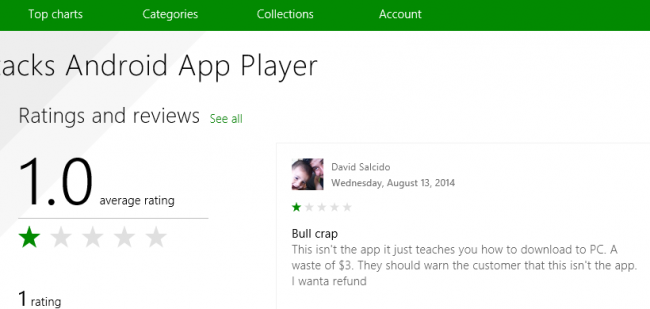 Top charts Categories Collections Account
tacks Android App Player
Ratings and reviews See all
1.0 average rating
1 rating
David Salcido
Wednesday, August 13, 2014
Bull crap
This isn't the app it just teaches you how to download to PC. A
waste of $3. They should warn the customer that this isn't the app.
I wanta refund